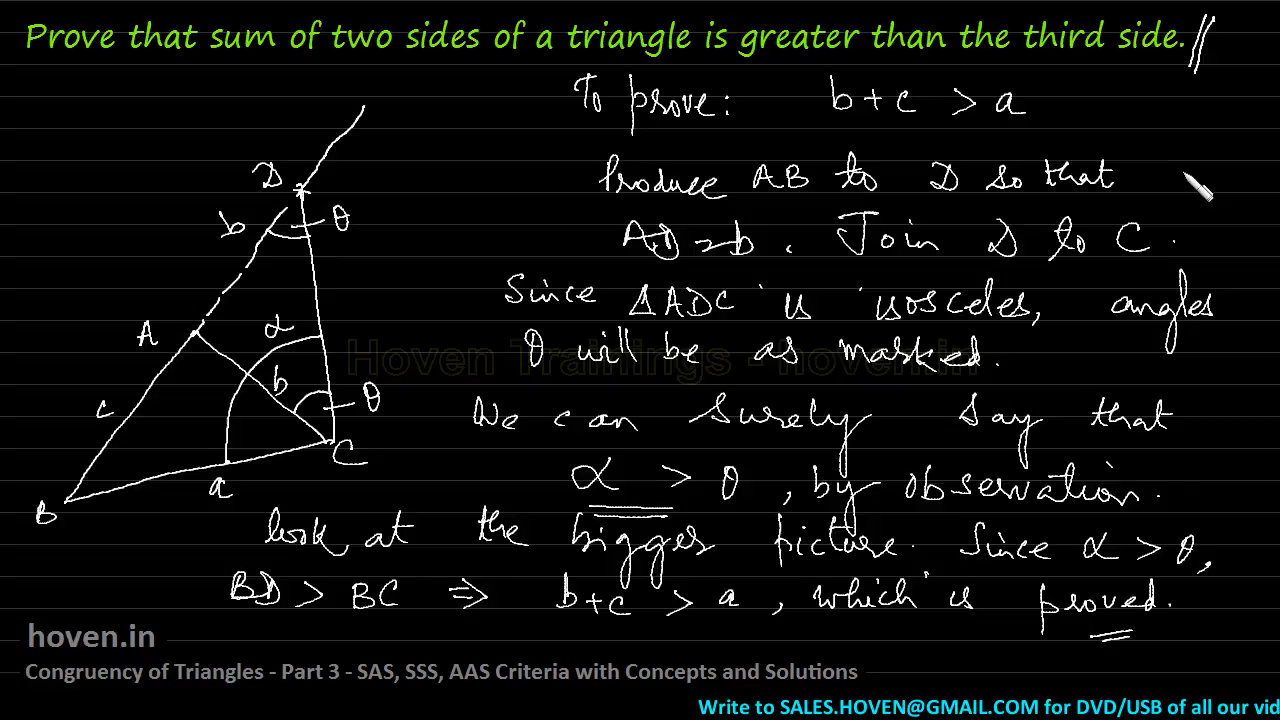 Prove that sum of two sides of a triangle is greater than the third side.
To prove: b+c > a
Produce AB to D so that
AD = b. Join D to C.
Since ΔADC is isosceles, angles
θ will be as marked.
We can surely say that
α > θ, by observation.
look at the bigger picture. Since α > θ,
BD > BC ⇒ b+c > a, which is proved.
D
b
θ
A
α
b
c
θ
C
a
B
Hoven Trainings - hoven.in
hoven.in
Congruency of Triangles - Part 3 - SAS, SSS, AAS Criteria with Concepts and Solutions
Write to SALES.HOVEN@GMAIL.COM for DVD/USB of all our vid